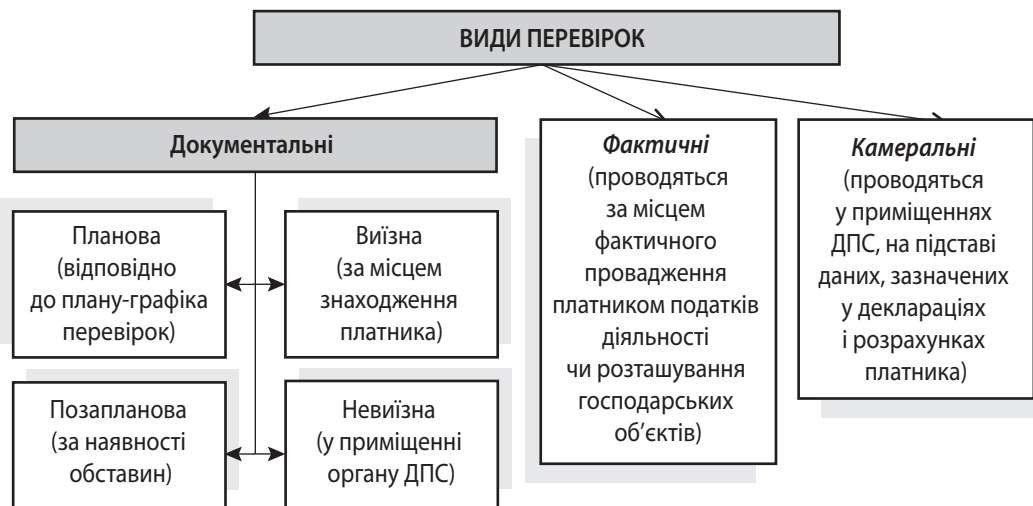 ВИДИ ПЕРЕВІРОК
Документальні
Планова
(відповідно
до плану-графіка
перевірок)
Виїзна
(за місцем
знаходження
платника)
Позапланова
(за наявності
обставин)
Невиїзна
(у приміщенні
органу ДПС)
Фактичні
(проводяться
за місцем
фактичного
провадження
платником податків
діяльності
чи розташування
господарських
об’єктів)
Камеральні
(проводяться
у приміщеннях
ДПС, на підставі
даних, зазначених
у деклараціях
і розрахунках
платника)